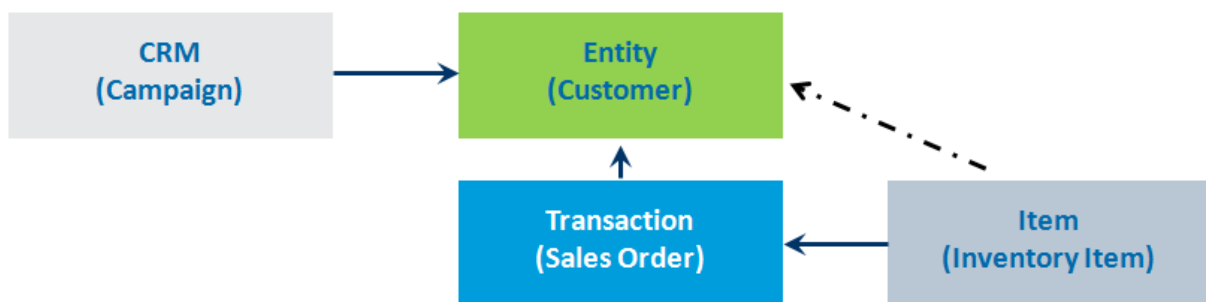 CRM
(Campaign)
Entity
(Customer)
Transaction
(Sales Order)
Item
(Inventory Item)